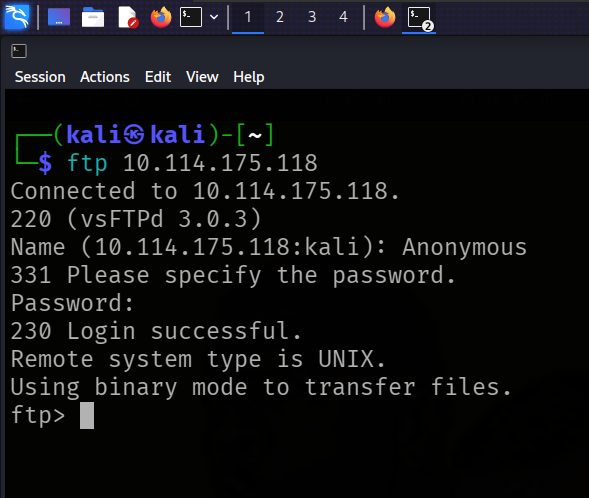 1 2 3 4 2
Session Actions Edit View Help
┌──(kali㉿kali)-[~]
└─$ ftp 10.114.175.118
Connected to 10.114.175.118.
220 (vsFTPd 3.0.3)
Name (10.114.175.118:kali): Anonymous
331 Please specify the password.
Password:
230 Login successful.
Remote system type is UNIX.
Using binary mode to transfer files.
ftp>